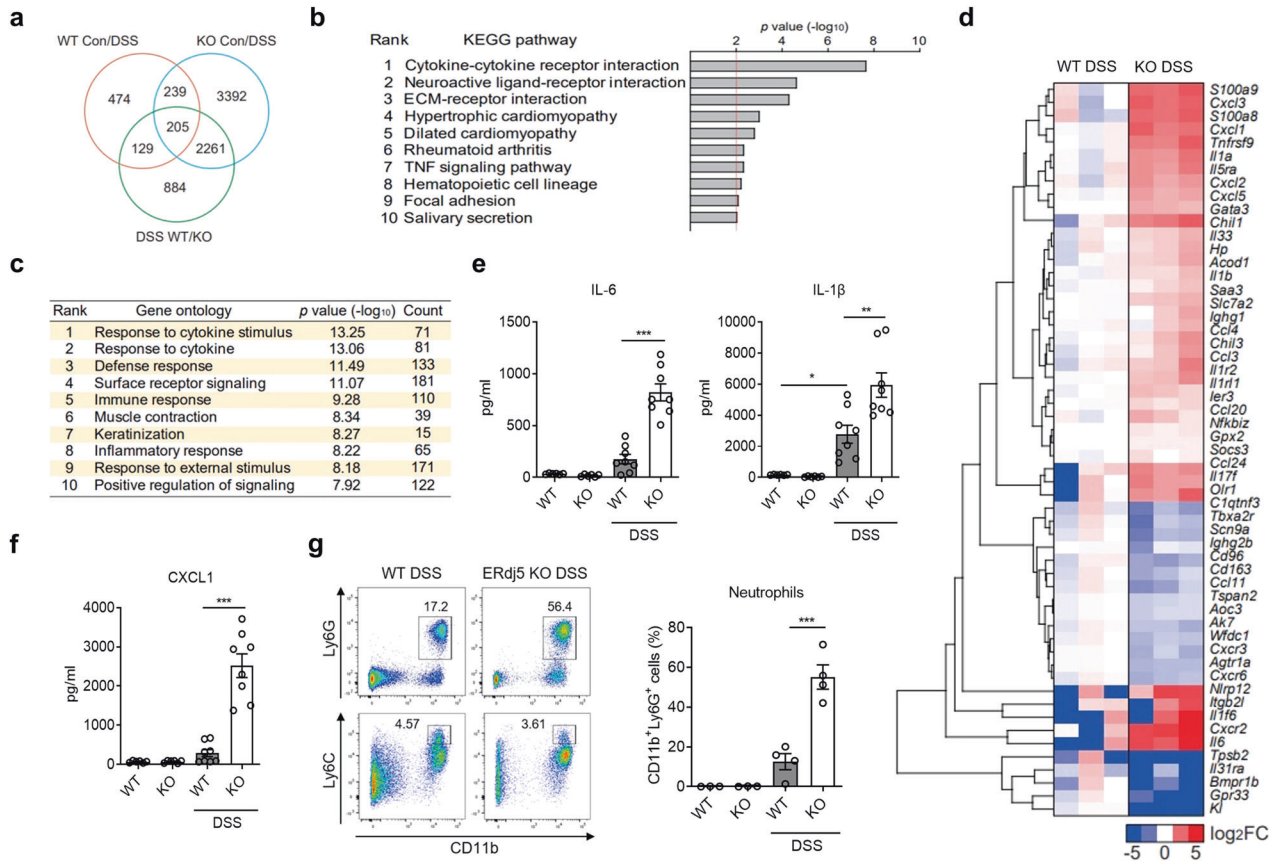 a
WT Con/DSS
KO Con/DSS
474
239
3392
205
129
2261
884
DSS WT/KO
b
p value (-log10)
Rank KEGG pathway
0 2 4 6 8 10
1 Cytokine-cytokine receptor interaction
2 Neuroactive ligand-receptor interaction
3 ECM-receptor interaction
4 Hypertrophic cardiomyopathy
5 Dilated cardiomyopathy
6 Rheumatoid arthritis
7 TNF signaling pathway
8 Hematopoietic cell lineage
9 Focal adhesion
10 Salivary secretion
c
Rank Gene ontology p value (-log10) Count
1 Response to cytokine stimulus 13.25 71
2 Response to cytokine 13.06 81
3 Defense response 11.49 133
4 Surface receptor signaling 11.07 181
5 Immune response 9.28 110
6 Muscle contraction 8.34 39
7 Keratinization 8.27 15
8 Inflammatory response 8.22 65
9 Response to external stimulus 8.18 171
10 Positive regulation of signaling 7.92 122
d
WT DSS KO DSS
S100a9
Cxcl3
S100a8
Cxcl1
Tnfrsf9
Il1a
Il5ra
Cxcl2
Cxcl5
Gata3
Chil1
Il33
Hp
Acod1
Il1b
Saa3
Slc7a2
Ighg1
Ccl4
Chil3
Ccl3
Il1r2
Il1rl1
Ier3
Ccl20
Nfkbiz
Gpx2
Socs3
Ccl24
Il17f
Olr1
C1qtnf3
Tbxa2r
Scn9a
Ighg2b
Cd96
Cd163
Ccl11
Tspan2
Aoc3
Ak7
Wfdc1
Cxcr3
Agtr1a
Cxcr6
Nlrp12
Itgb2l
Il1f6
Cxcr2
Il6
Tpsb2
Il31ra
Bmpr1b
Gpr33
Kl
log2FC
-5 0 5
e
IL-6
pg/ml
1500
1000
500
0
***
WT KO WT KO
DSS
IL-1β
pg/ml
10000
8000
6000
4000
2000
0
*
**
WT KO WT KO
DSS
f
CXCL1
pg/ml
4000
3000
2000
1000
0
***
WT KO WT KO
DSS
g
WT DSS ERdj5 KO DSS
Ly6G
17.2
56.4
Ly6C
4.57
3.61
CD11b
Neutrophils
CD11b+Ly6G+ cells (%)
80
60
40
20
0
***
WT KO WT KO
DSS